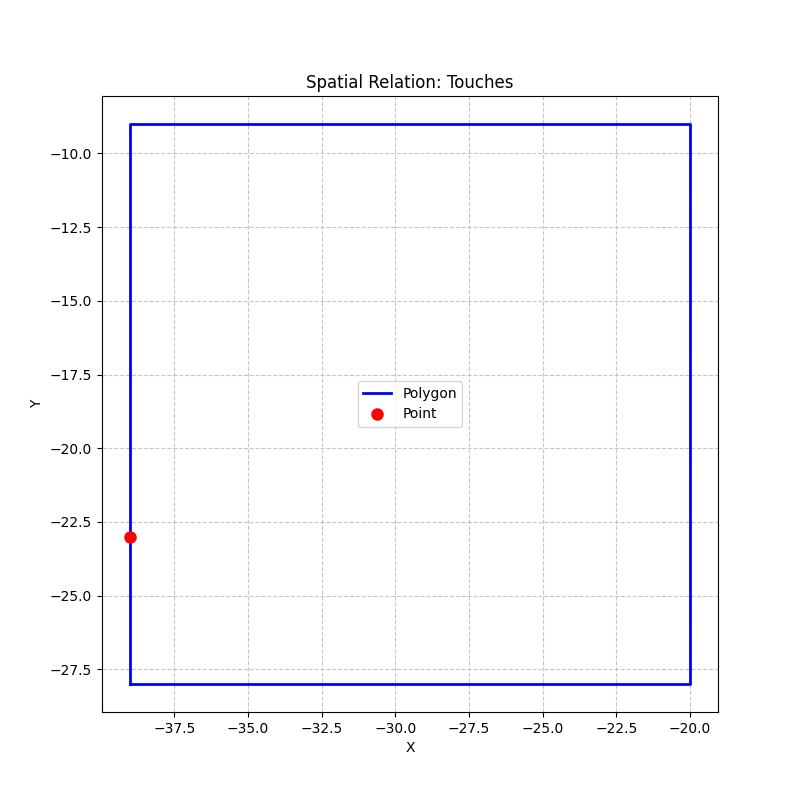 Spatial Relation: Touches
−10.0
−12.5
−15.0
−17.5
−20.0
−22.5
−25.0
−27.5
Y
Polygon
Point
−37.5 −35.0 −32.5 −30.0 −27.5 −25.0 −22.5 −20.0
X